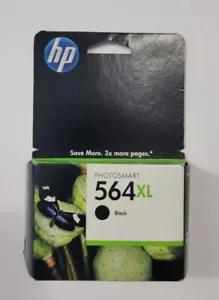 hp
Save More. 3x more pages.*
PHOTOSMART
564XL
Black